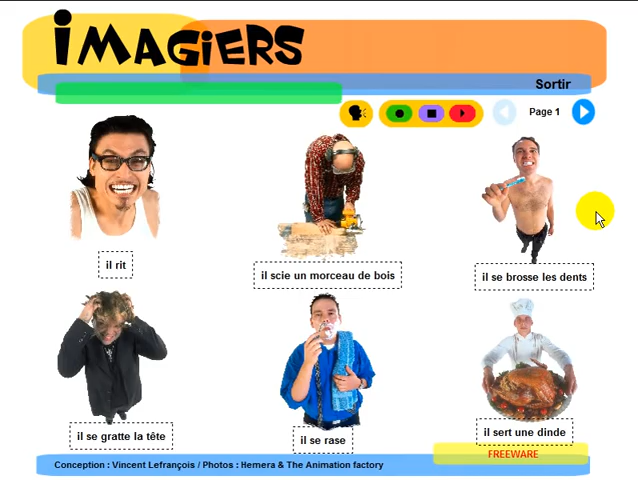 iMAGiERS
Sortir
Page 1
il rit
il scie un morceau de bois
il se brosse les dents
il se gratte la tête
il se rase
il sert une dinde
FREEWARE
Conception : Vincent Lefrançois / Photos : Hemera & The Animation factory